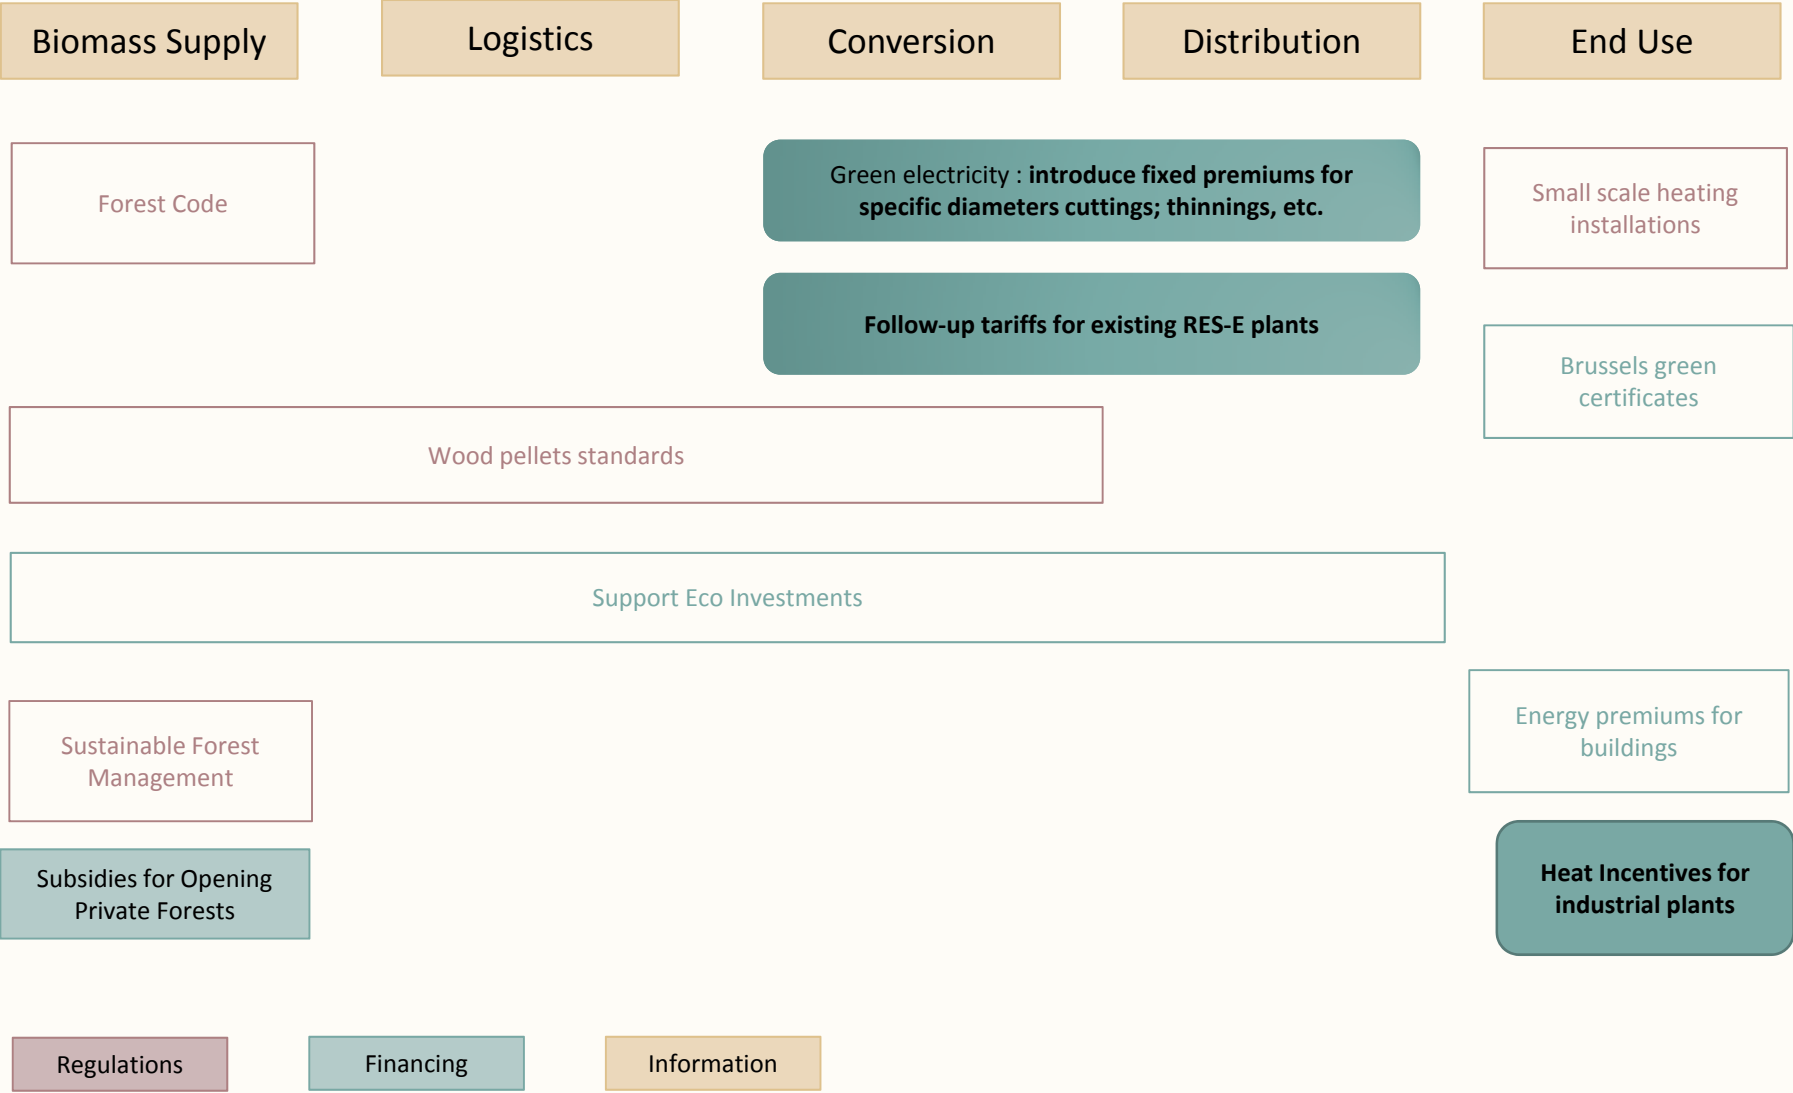 Biomass Supply
Logistics
Conversion
Distribution
End Use
Forest Code
Green electricity : introduce fixed premiums for
specific diameters cuttings; thinnings, etc.
Small scale heating
installations
Follow-up tariffs for existing RES-E plants
Brussels green
certificates
Wood pellets standards
Support Eco Investments
Sustainable Forest
Management
Energy premiums for
buildings
Subsidies for Opening
Private Forests
Heat Incentives for
industrial plants
Regulations
Financing
Information